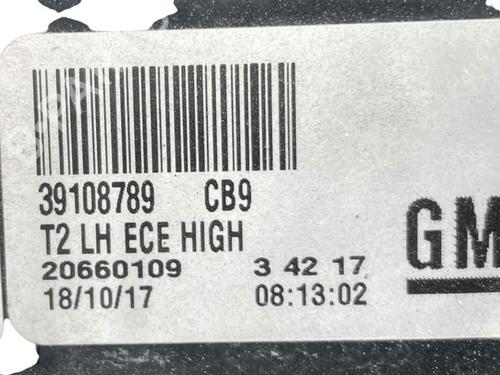 39108789 CB9
T2 LH ECE HIGH
20660109 3 42 17
18/10/17 08:13:02
GM